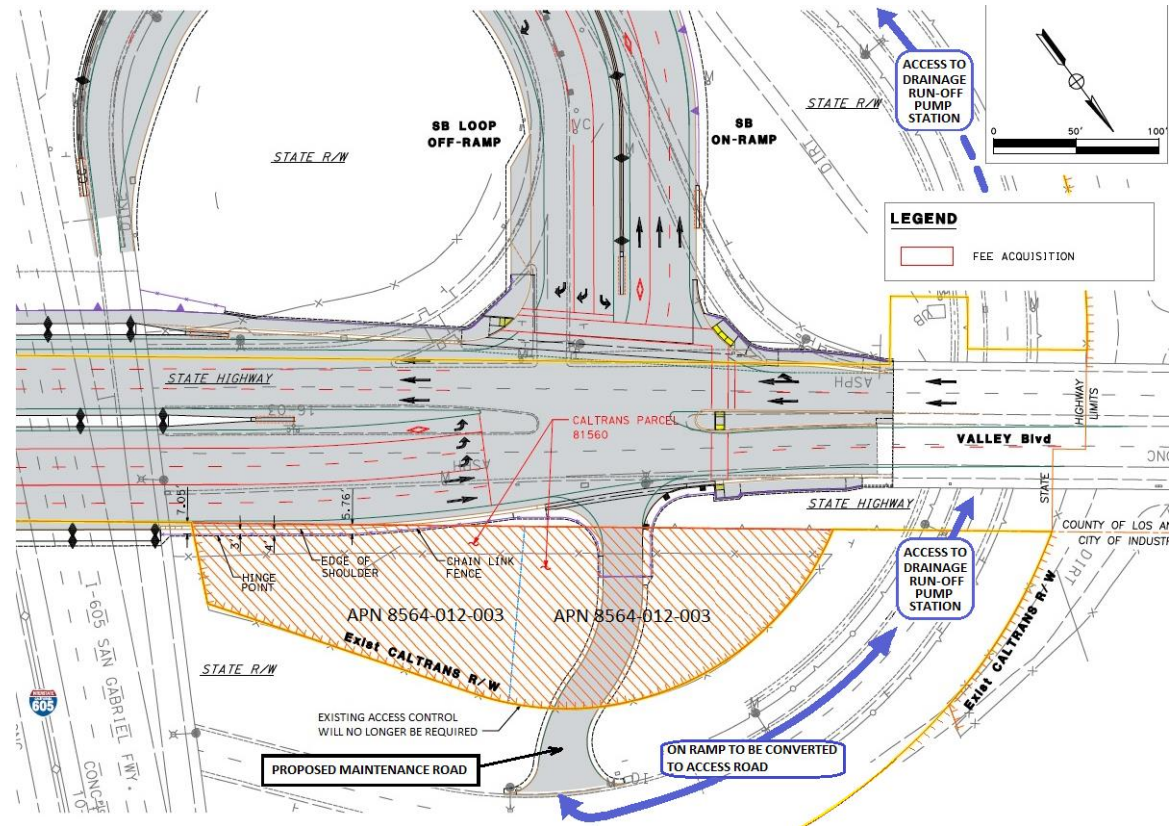 ACCESS TO
DRAINAGE
RUN-OFF
PUMP
STATION
0 50' 100'
STATE R/W
SB LOOP
OFF-RAMP
SB
ON-RAMP
STATE R/W
DIRT
LEGEND
FEE ACQUISITION
STATE HIGHWAY
16.03
ASPH
CALTRANS PARCEL
81560
HIGHWAY
LIMITS
VALLEY Blvd
STATE
ASPH
STATE HIGHWAY
7.05'
5.76'
3'
4'
HINGE
POINT
EDGE OF
SHOULDER
CHAIN LINK
FENCE
COUNTY OF LOS AN
CITY OF INDUSTR
ACCESS TO
DRAINAGE
RUN-OFF
PUMP
STATION
DIRT
APN 8564-012-003
APN 8564-012-003
Exist CALTRANS R/W
Exist CALTRANS R/W
STATE R/W
I-605 SAN GABRIEL FWY.
605
EXISTING ACCESS CONTROL
WILL NO LONGER BE REQUIRED
PROPOSED MAINTENANCE ROAD
ON RAMP TO BE CONVERTED
TO ACCESS ROAD